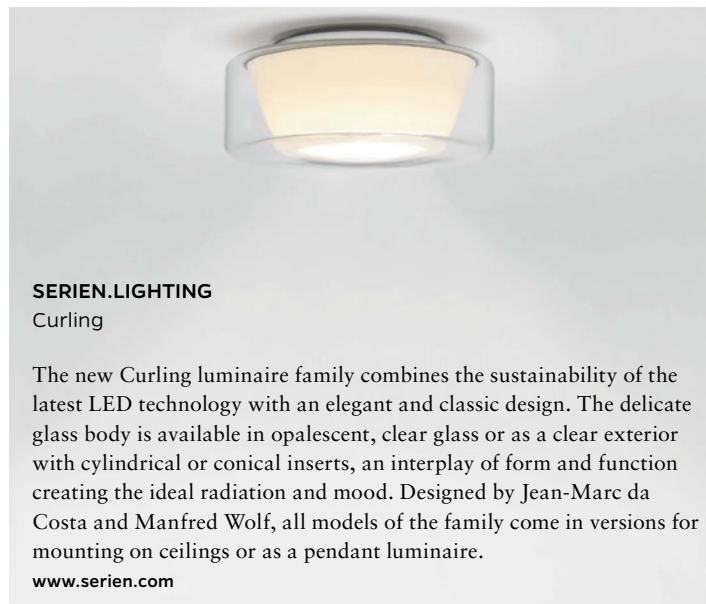 SERIEN.LIGHTING
Curling
The new Curling luminaire family combines the sustainability of the
latest LED technology with an elegant and classic design. The delicate
glass body is available in opalescent, clear glass or as a clear exterior
with cylindrical or conical inserts, an interplay of form and function
creating the ideal radiation and mood. Designed by Jean-Marc da
Costa and Manfred Wolf, all models of the family come in versions for
mounting on ceilings or as a pendant luminaire.
www.serien.com